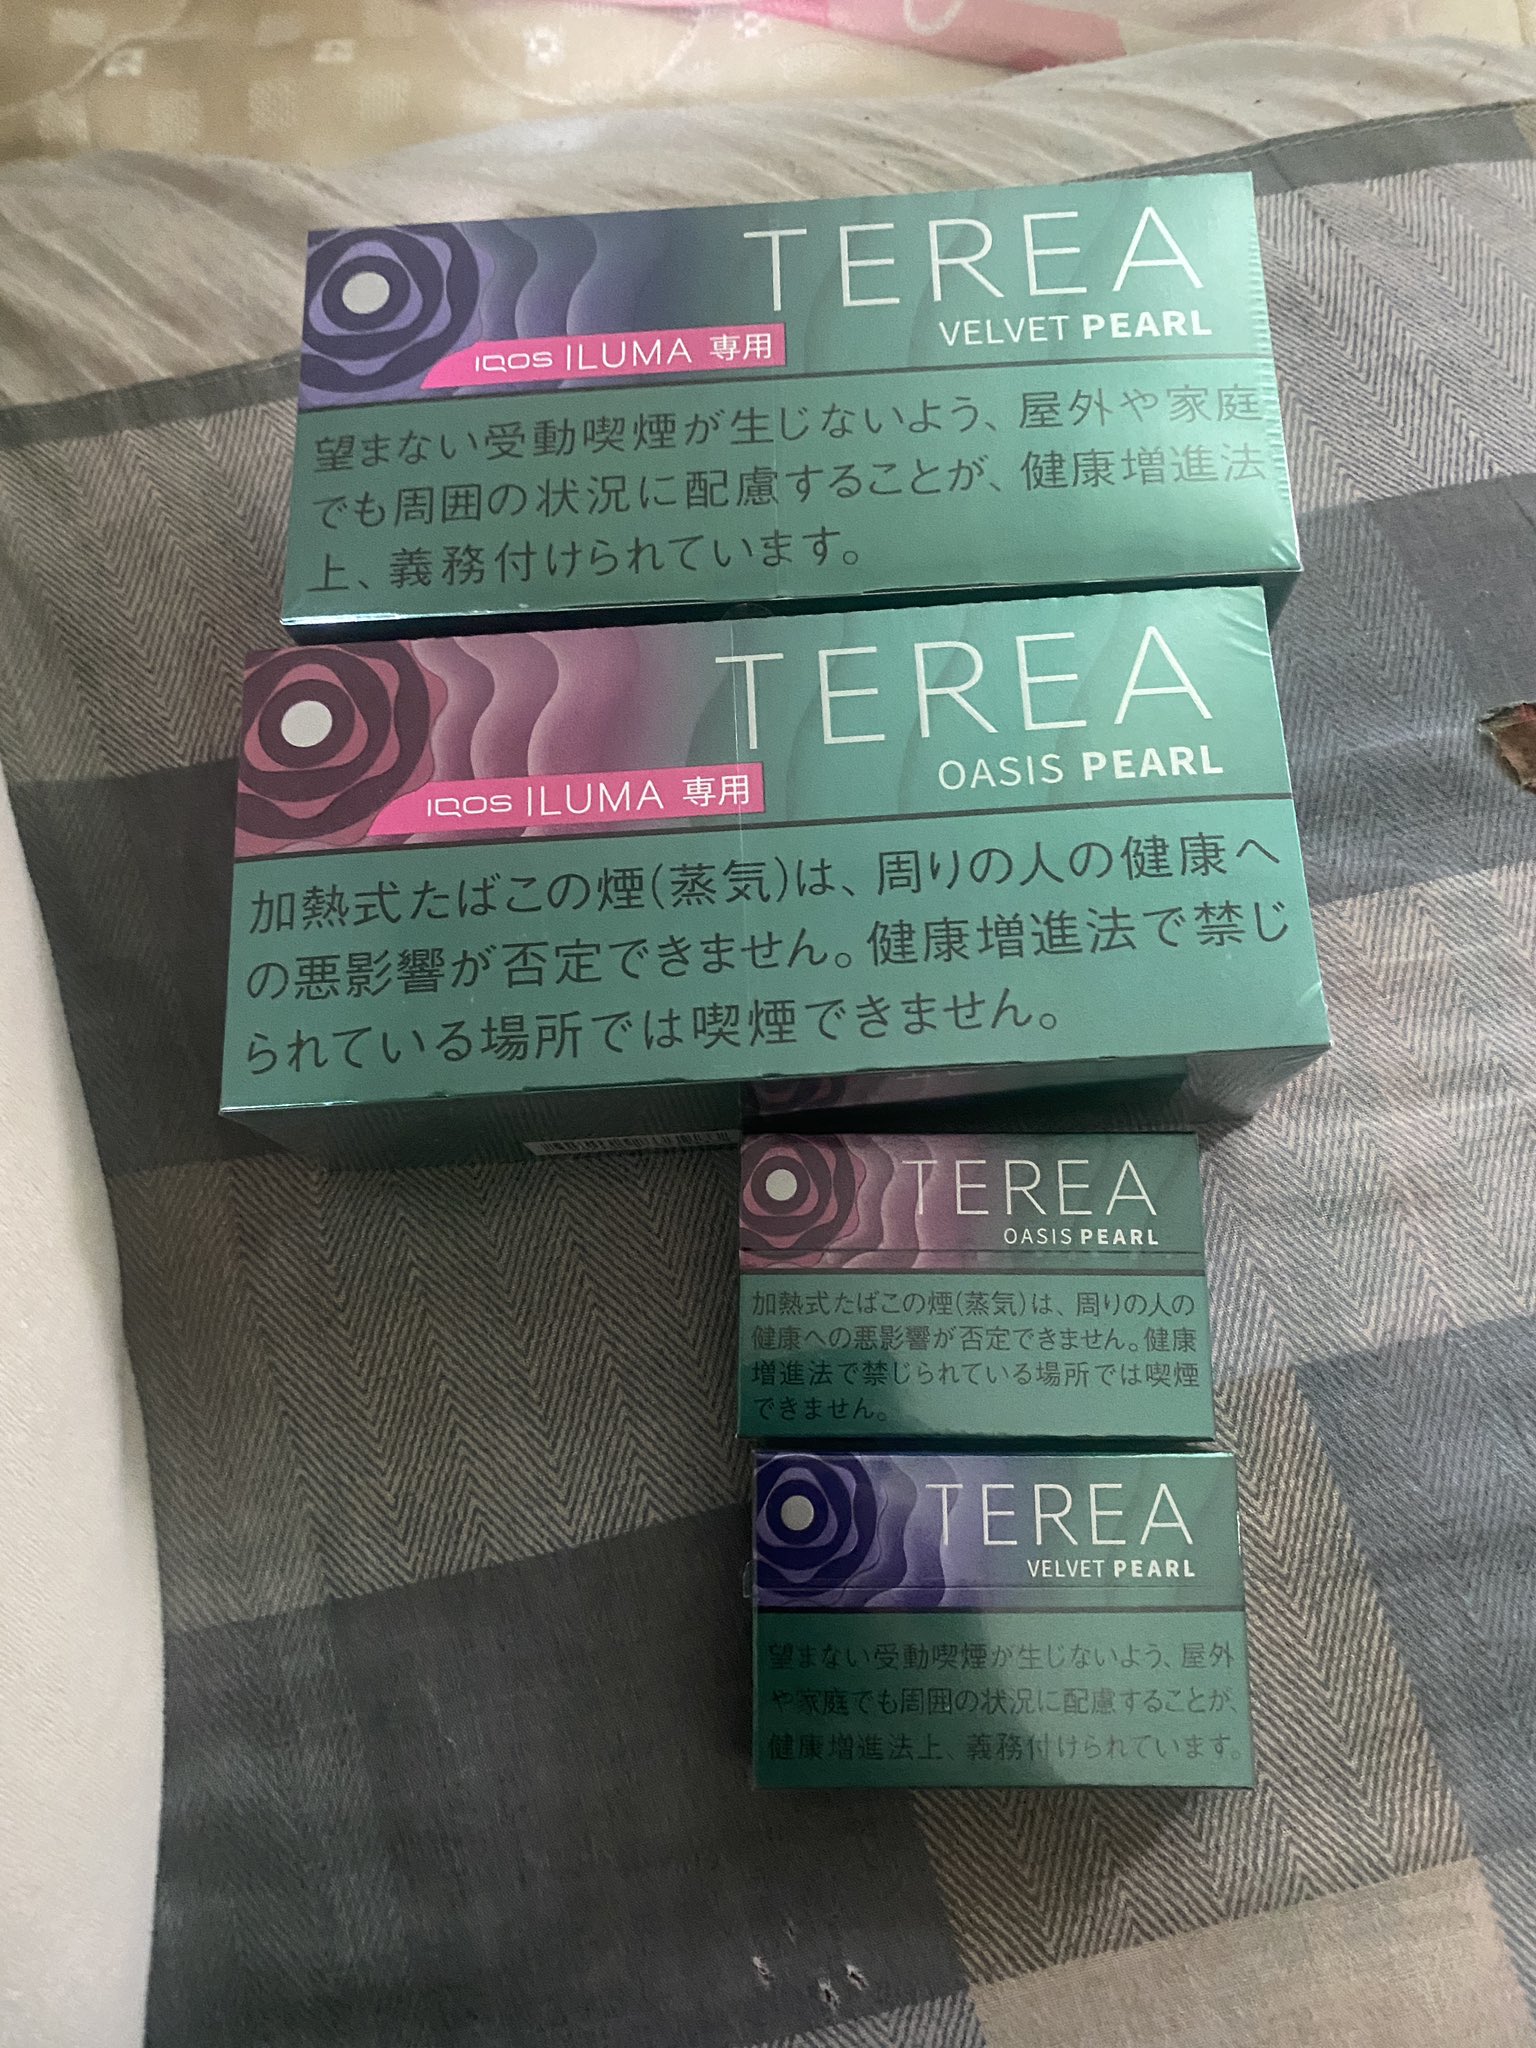 TEREA
VELVET PEARL
IQOS ILUMA 専用
望まない受動喫煙が生じないよう、屋外や家庭
でも周囲の状況に配慮することが、健康増進法
上、義務付けられています。
TEREA
OASIS PEARL
IQOS ILUMA 専用
加熱式たばこの煙(蒸気)は、周りの人の健康へ
の悪影響が否定できません。健康増進法で禁じ
られている場所では喫煙できません。
TEREA
OASIS PEARL
加熱式たばこの煙(蒸気)は、周りの人の
健康への悪影響が否定できません。健康
増進法で禁じられている場所では喫煙
できません。
TEREA
VELVET PEARL
望まない受動喫煙が生じないよう、屋外
や家庭でも周囲の状況に配慮することが、
健康増進法上、義務付けられています。